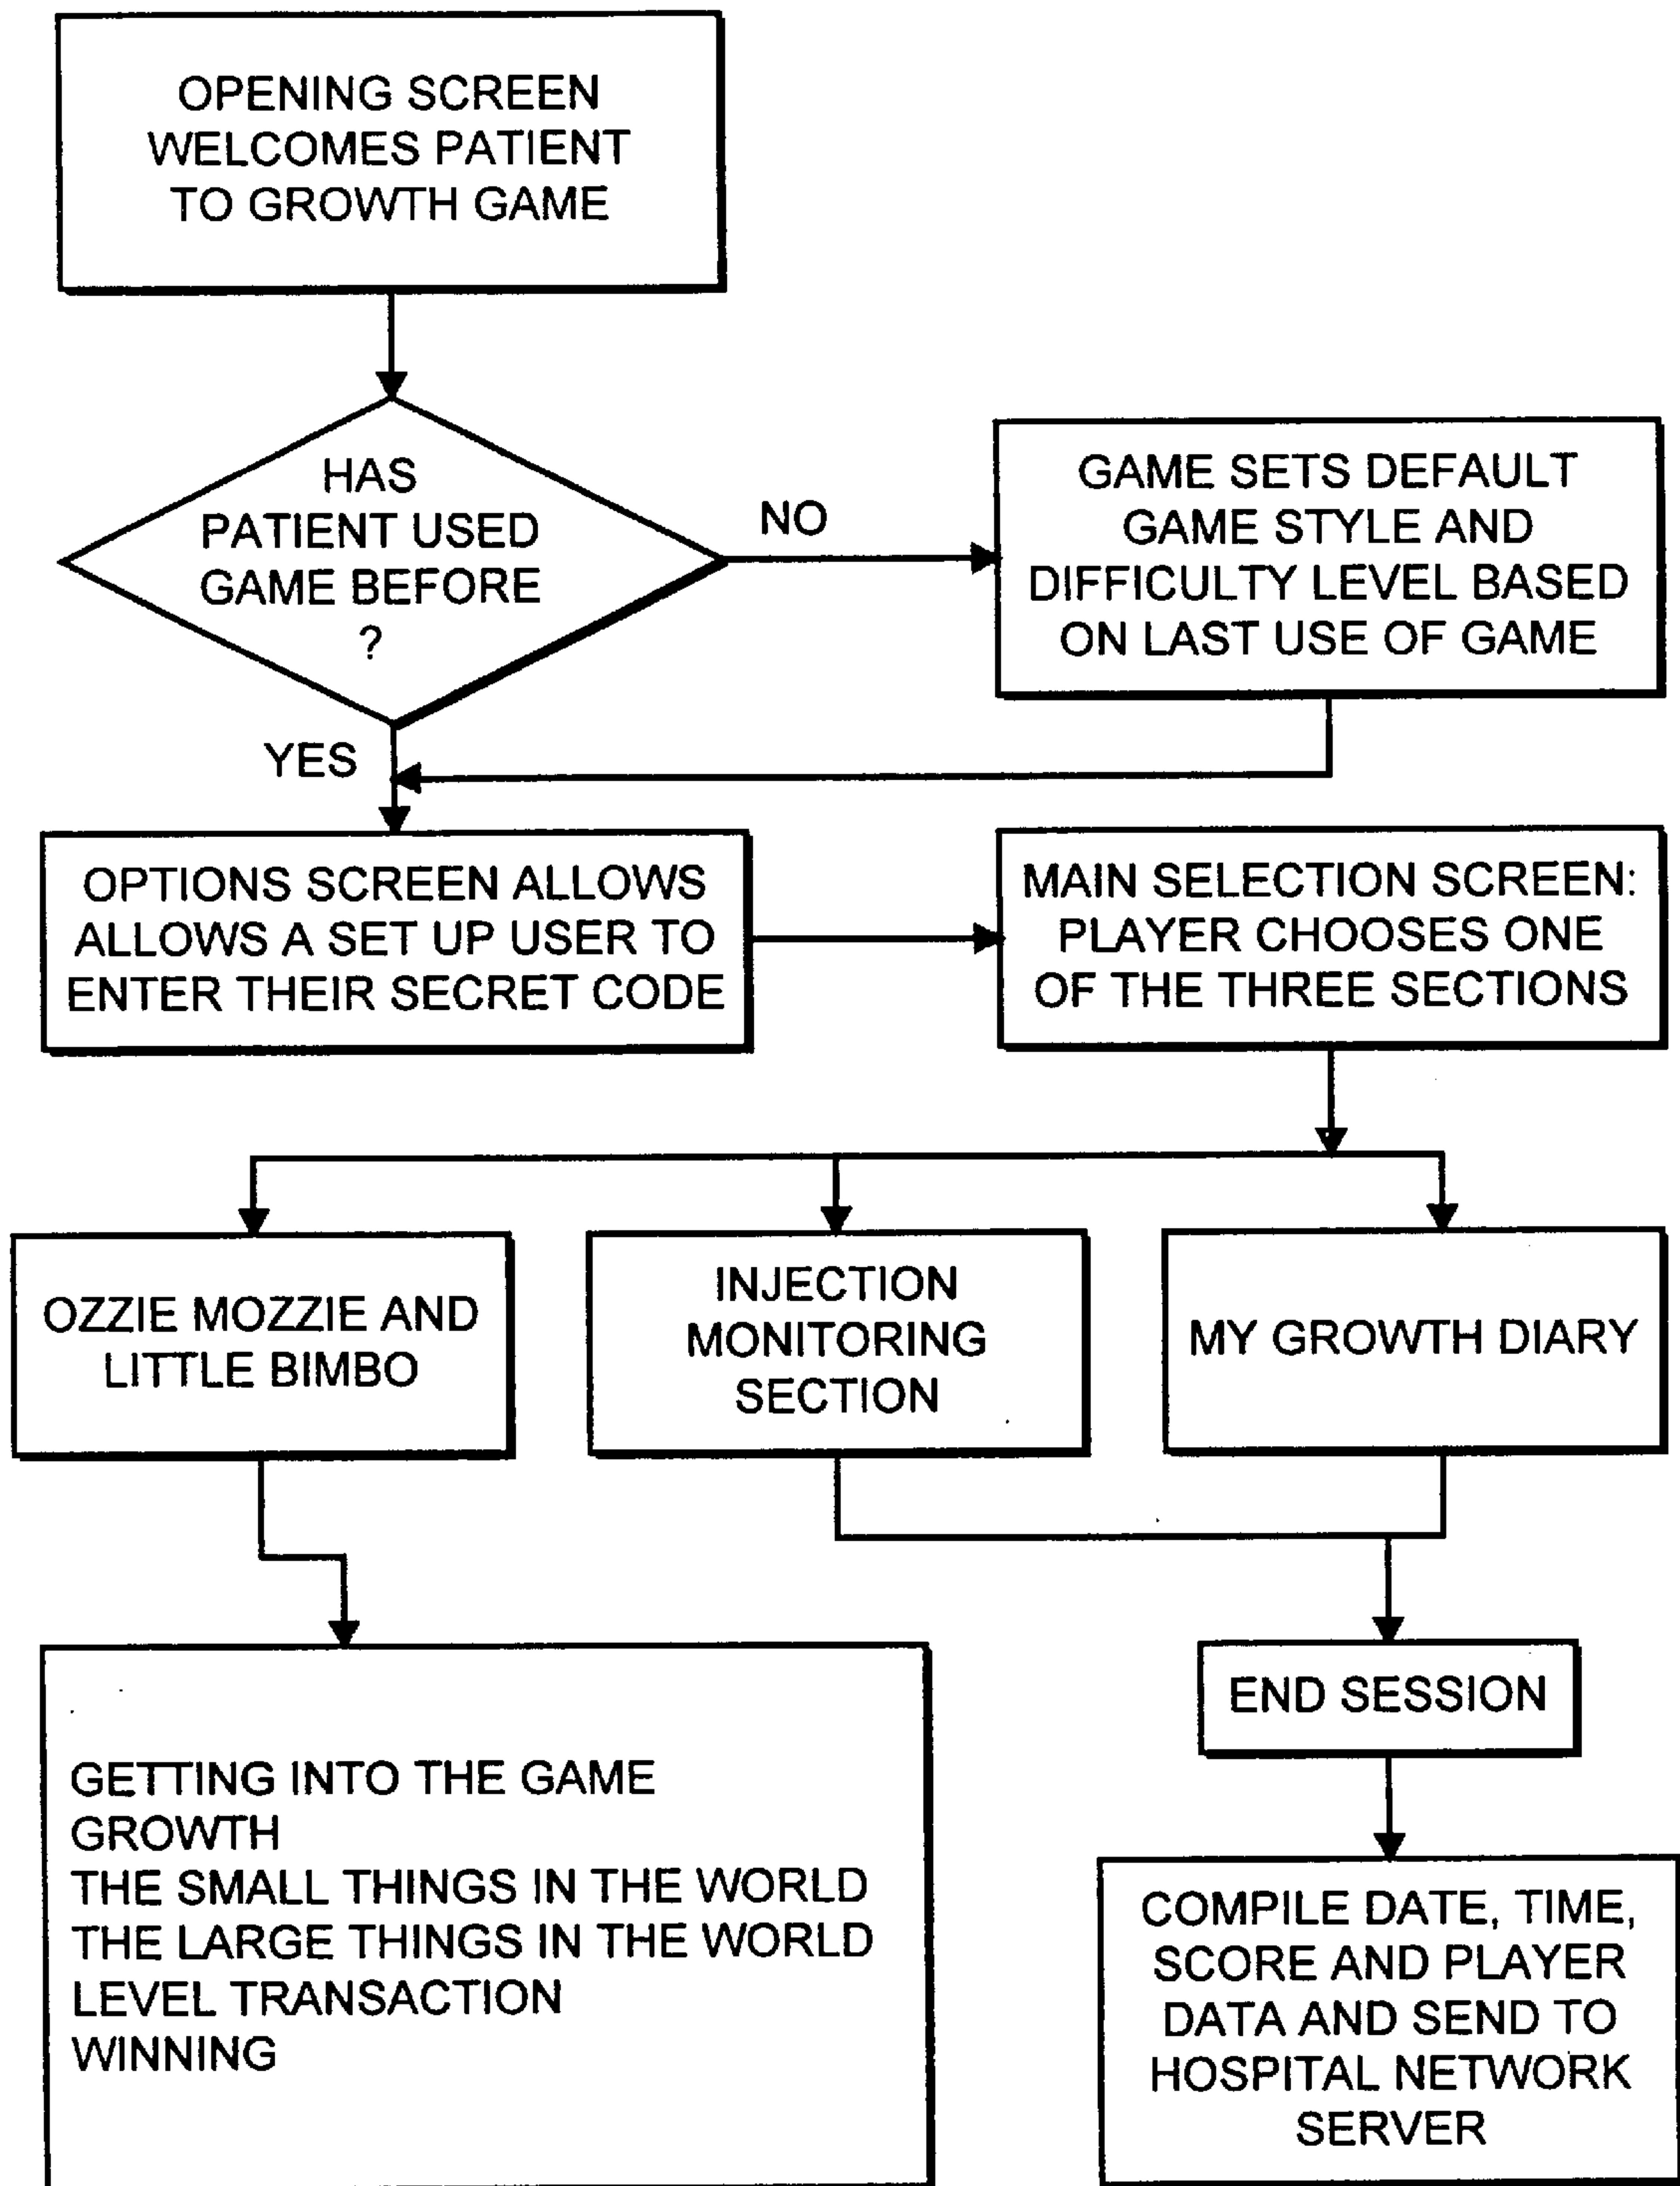 OPENING SCREEN
WELCOMES PATIENT
TO GROWTH GAME
HAS
PATIENT USED
GAME BEFORE
?
NO
GAME SETS DEFAULT
GAME STYLE AND
DIFFICULTY LEVEL BASED
ON LAST USE OF GAME
YES
OPTIONS SCREEN ALLOWS
ALLOWS A SET UP USER TO
ENTER THEIR SECRET CODE
MAIN SELECTION SCREEN:
PLAYER CHOOSES ONE
OF THE THREE SECTIONS
OZZIE MOZZIE AND
LITTLE BIMBO
INJECTION
MONITORING
SECTION
MY GROWTH DIARY
GETTING INTO THE GAME
GROWTH
THE SMALL THINGS IN THE WORLD
THE LARGE THINGS IN THE WORLD
LEVEL TRANSACTION
WINNING
END SESSION
COMPILE DATE, TIME,
SCORE AND PLAYER
DATA AND SEND TO
HOSPITAL NETWORK
SERVER